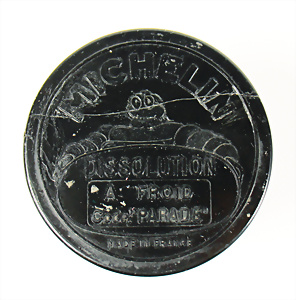 MICHELIN
DISSOLUTION
A FROID
"PARADE"
MADE IN FRANCE